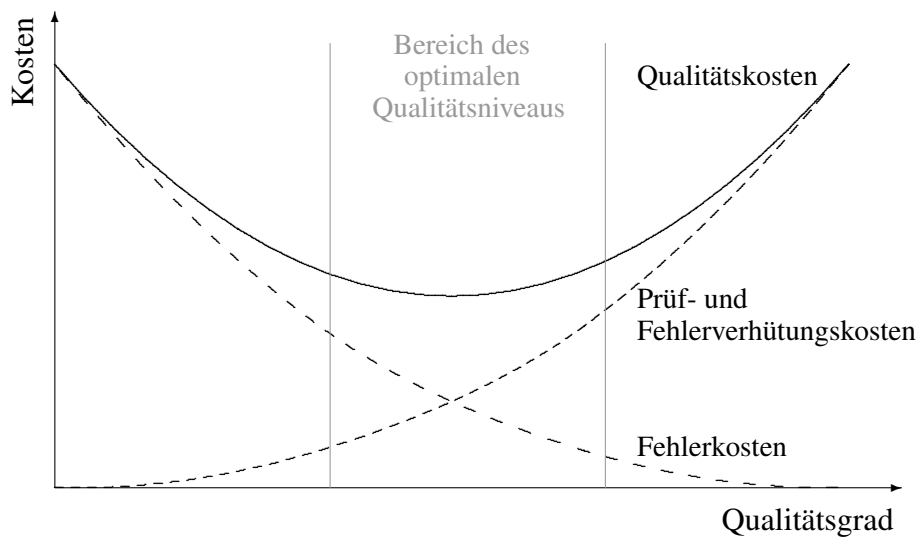 Kosten
Bereich des
optimalen
Qualitätsniveaus
Qualitätskosten
Prüf- und
Fehlerverhütungskosten
Fehlerkosten
Qualitätsgrad